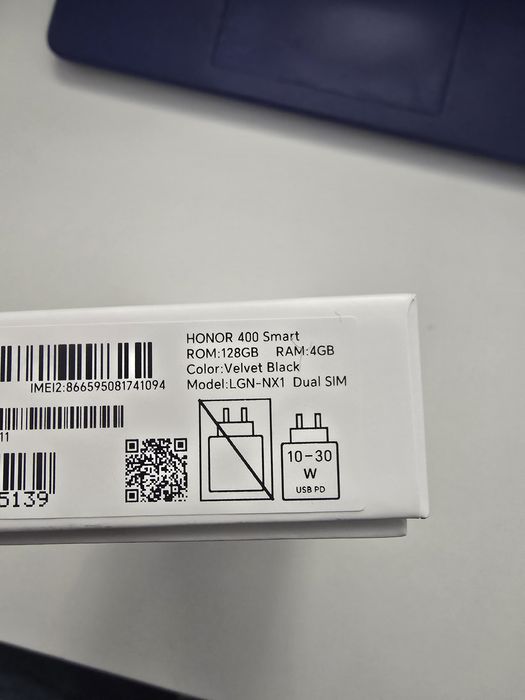 HONOR 400 Smart
ROM:128GB RAM:4GB
Color:Velvet Black
Model:LGN-NX1 Dual SIM
IMEI2:866595081741094
11
5139
10-30
W
USB PD